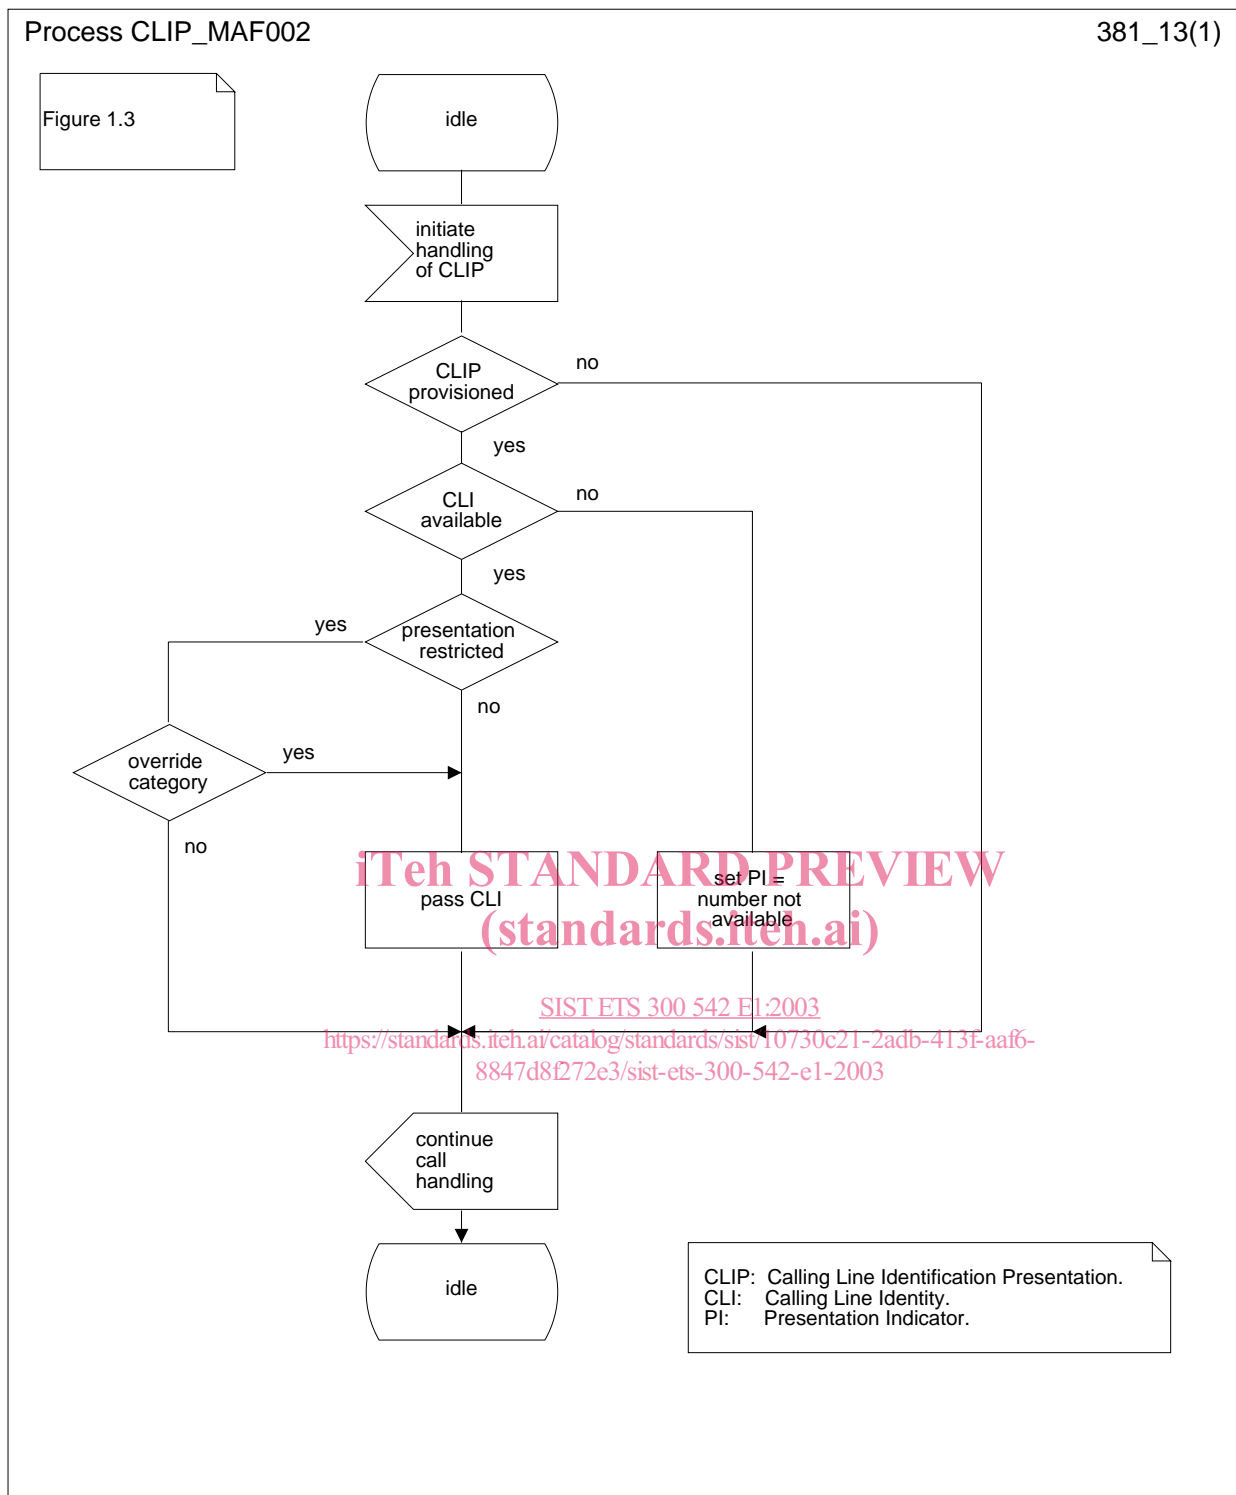 Process CLIP_MAF002
381_13(1)
Figure 1.3
idle
initiate
handling
of CLIP
CLIP
provisioned
no
yes
CLI
available
no
yes
presentation
restricted
yes
no
override
category
yes
no
pass CLI
set PI =
number not
available
iTeh STANDARD PREVIEW
(standards.iteh.ai)
SIST ETS 300 542 E1:2003
https://standards.iteh.ai/catalog/standards/sist/10730c21-2adb-413f-aaf6-
8847d8f272e3/sist-ets-300-542-e1-2003
continue
call
handling
idle
CLIP: Calling Line Identification Presentation.
CLI: Calling Line Identity.
PI: Presentation Indicator.